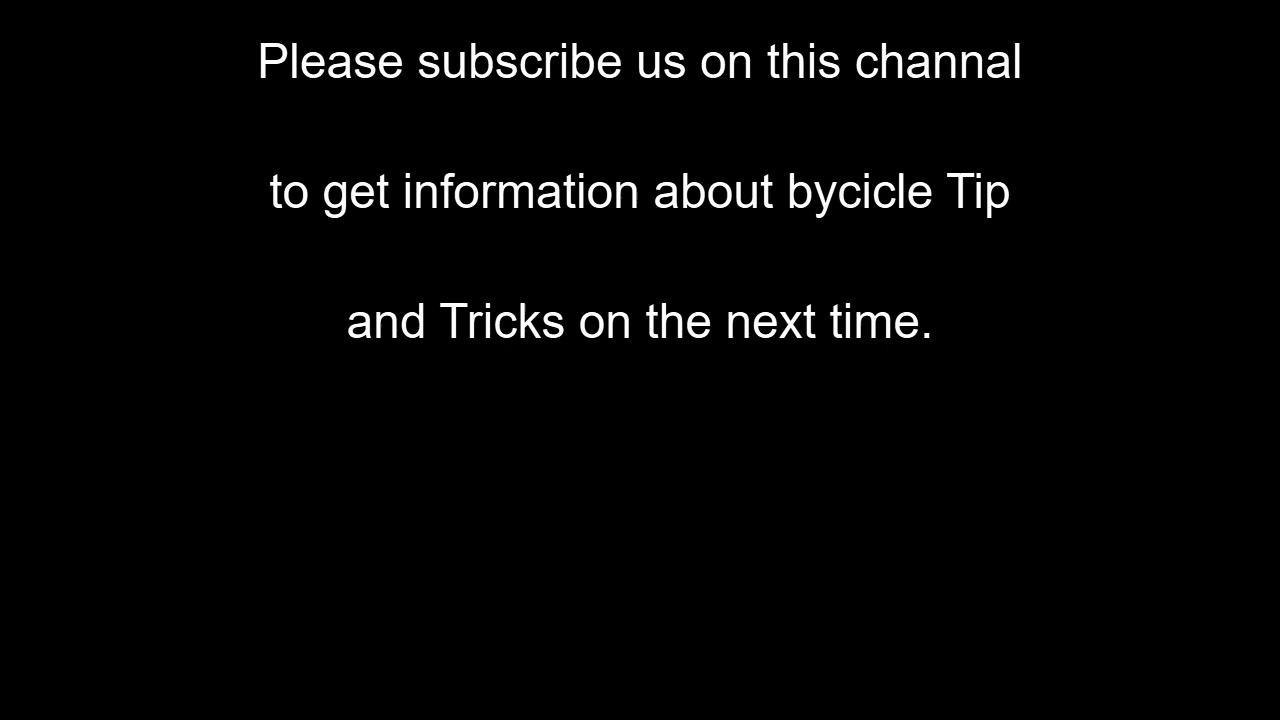 Please subscribe us on this channal
to get information about bycicle Tip
and Tricks on the next time.